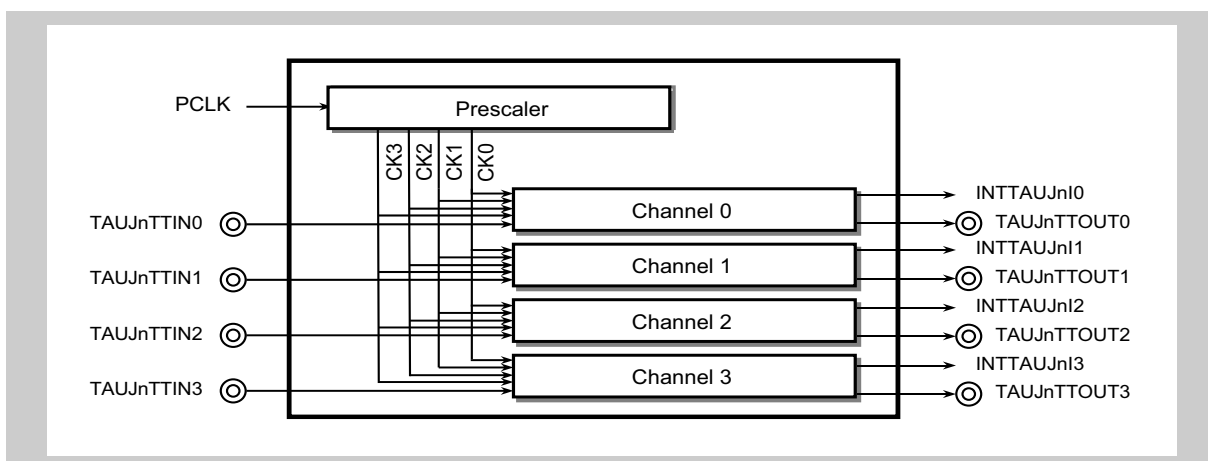 PCLK
Prescaler
CK3
CK2
CK1
CK0
TAUJnTTIN0
Channel 0
INTTAUJnI0
TAUJnTTOUT0
TAUJnTTIN1
Channel 1
INTTAUJnI1
TAUJnTTOUT1
TAUJnTTIN2
Channel 2
INTTAUJnI2
TAUJnTTOUT2
TAUJnTTIN3
Channel 3
INTTAUJnI3
TAUJnTTOUT3